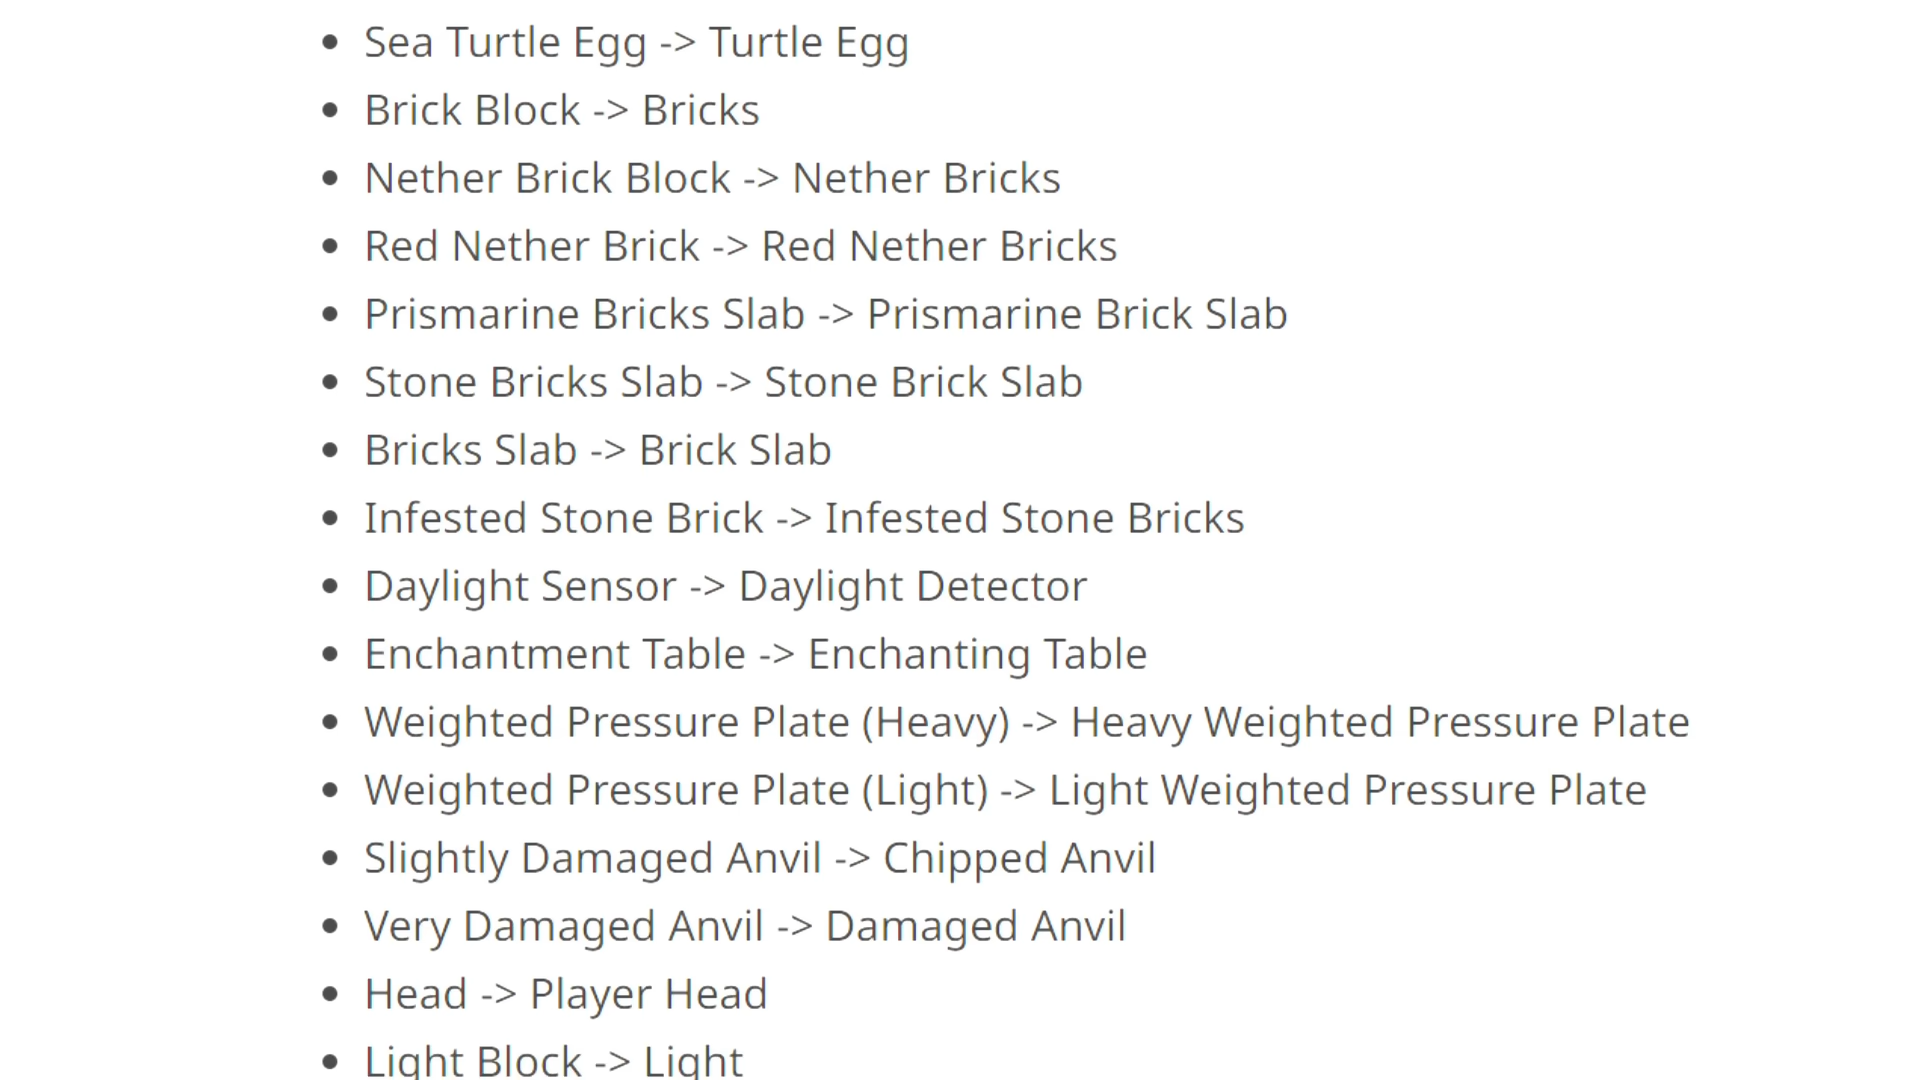 • Sea Turtle Egg -> Turtle Egg
• Brick Block -> Bricks
• Nether Brick Block -> Nether Bricks
• Red Nether Brick -> Red Nether Bricks
• Prismarine Bricks Slab -> Prismarine Brick Slab
• Stone Bricks Slab -> Stone Brick Slab
• Bricks Slab -> Brick Slab
• Infested Stone Brick -> Infested Stone Bricks
• Daylight Sensor -> Daylight Detector
• Enchantment Table -> Enchanting Table
• Weighted Pressure Plate (Heavy) -> Heavy Weighted Pressure Plate
• Weighted Pressure Plate (Light) -> Light Weighted Pressure Plate
• Slightly Damaged Anvil -> Chipped Anvil
• Very Damaged Anvil -> Damaged Anvil
• Head -> Player Head
• Light Block -> Light